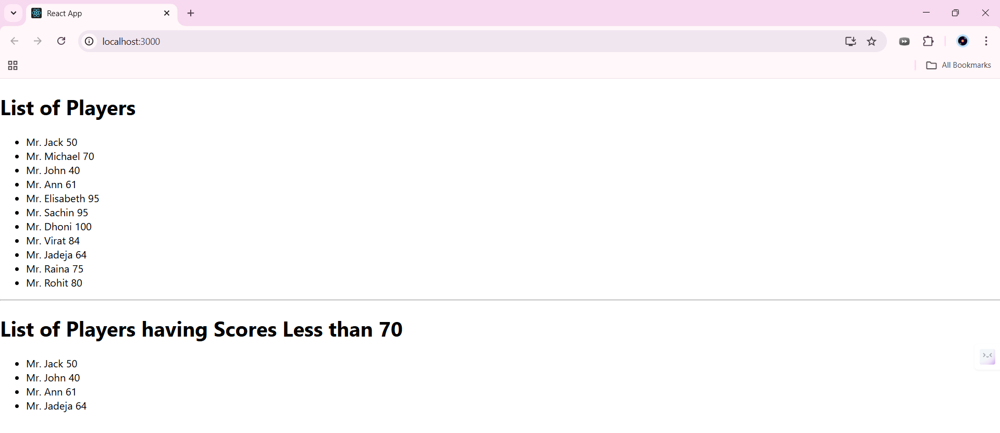 React App
localhost:3000
All Bookmarks
List of Players
Mr. Jack 50
Mr. Michael 70
Mr. John 40
Mr. Ann 61
Mr. Elisabeth 95
Mr. Sachin 95
Mr. Dhoni 100
Mr. Virat 84
Mr. Jadeja 64
Mr. Raina 75
Mr. Rohit 80
List of Players having Scores Less than 70
Mr. Jack 50
Mr. John 40
Mr. Ann 61
Mr. Jadeja 64